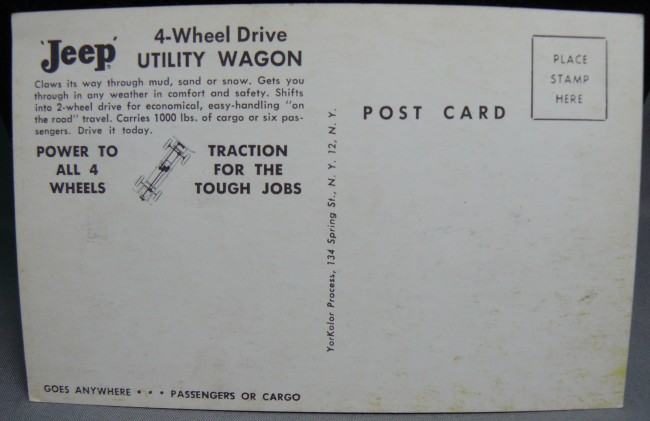 'Jeep'
4-Wheel Drive
UTILITY WAGON
Claws its way through mud, sand or snow. Gets you
through in any weather in comfort and safety. Shifts
into 2-wheel drive for economical, easy-handling "on
the road" travel. Carries 1000 lbs. of cargo or six pas-
sengers. Drive it today.
POWER TO
ALL 4
WHEELS
TRACTION
FOR THE
TOUGH JOBS
GOES ANYWHERE • • • PASSENGERS OR CARGO
YorKolor Process, 134 Spring St., N. Y. 12, N. Y.
POST CARD
PLACE
STAMP
HERE